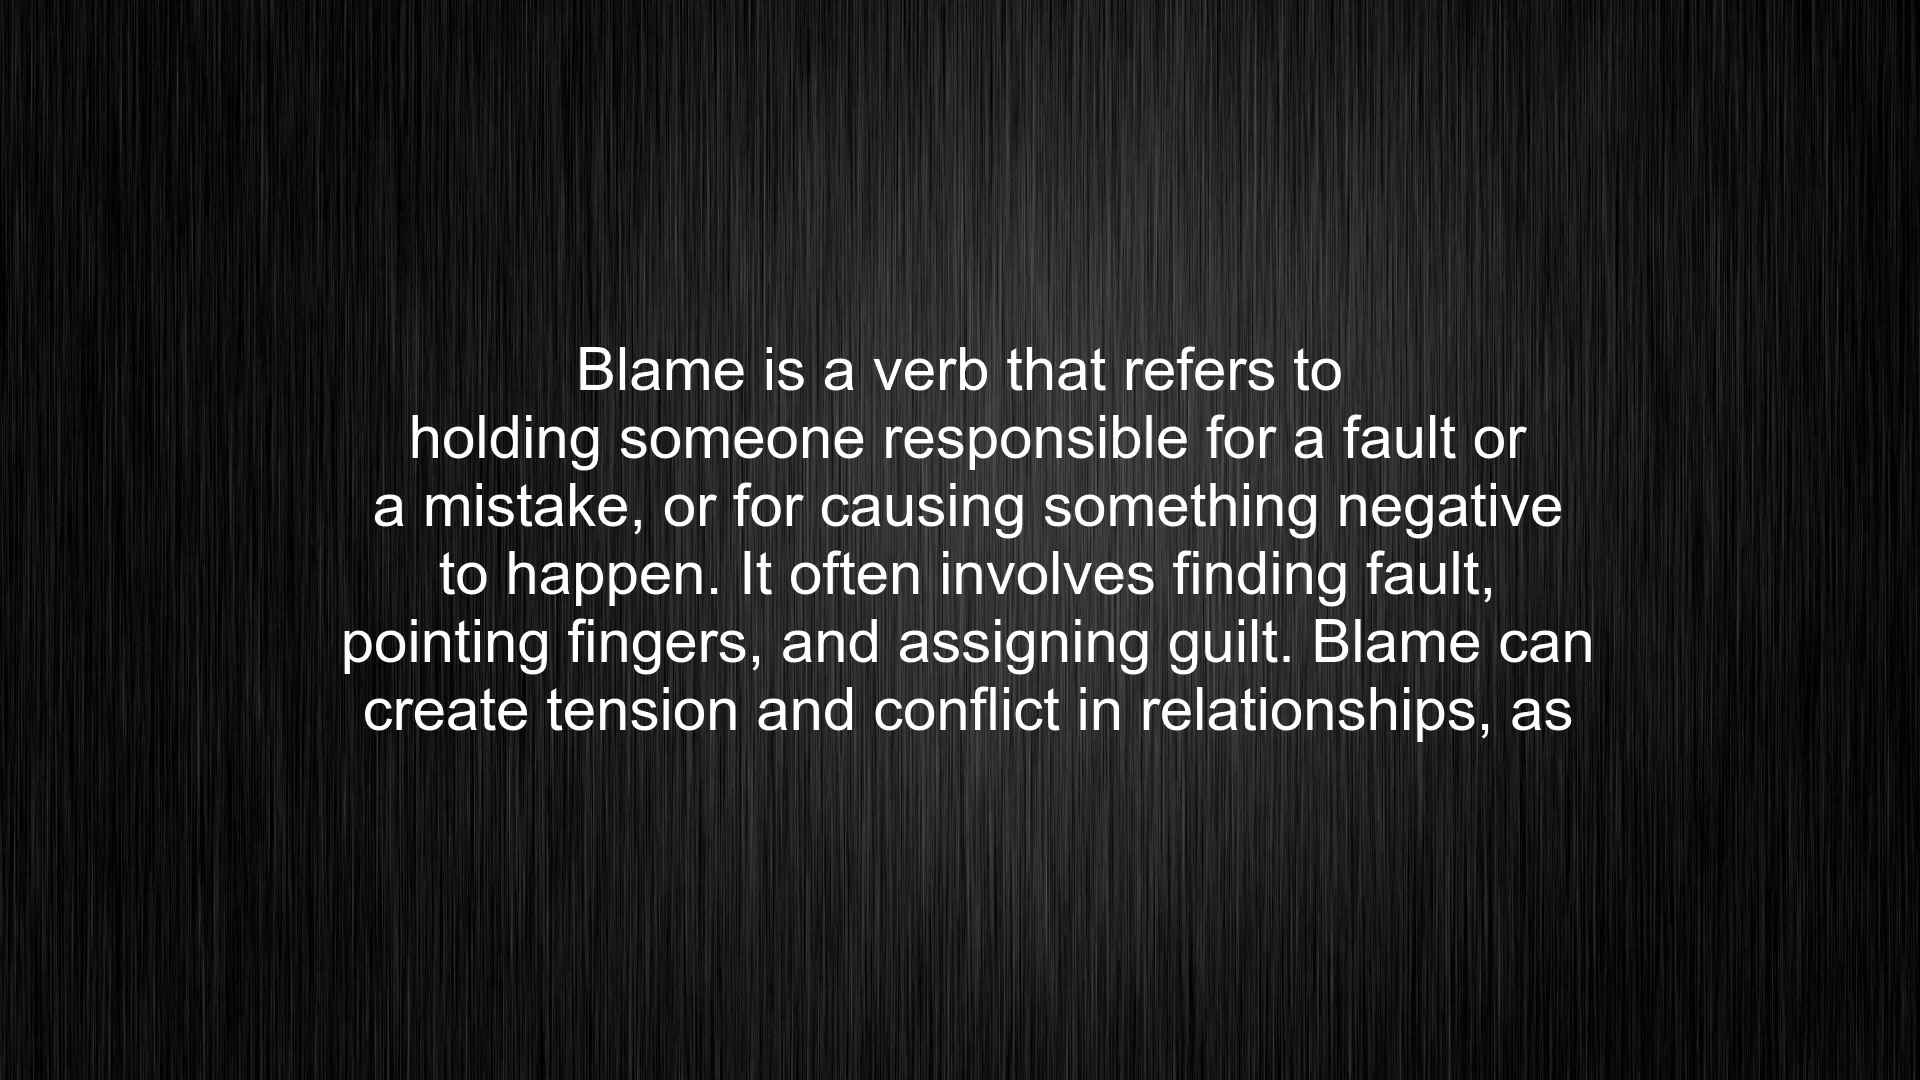 Blame is a verb that refers to
holding someone responsible for a fault or
a mistake, or for causing something negative
to happen. It often involves finding fault,
pointing fingers, and assigning guilt. Blame can
create tension and conflict in relationships, as